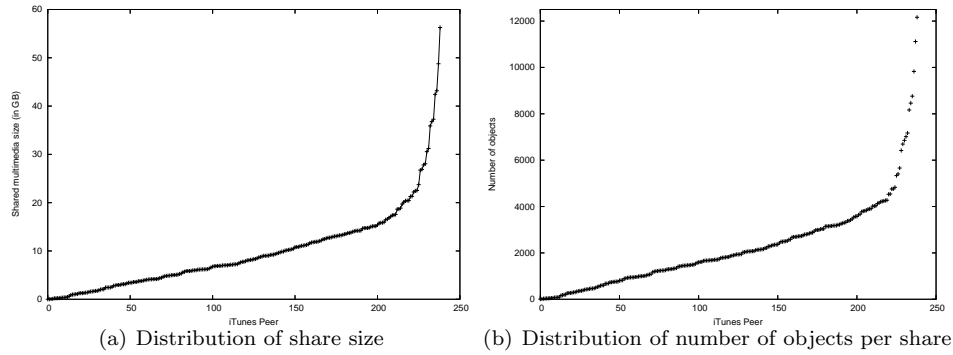 60
50
40
30
20
10
0
0 50 100 150 200 250
Shared multimedia size (in GB)
iTunes Peer
(a) Distribution of share size
12000
10000
8000
6000
4000
2000
0
0 50 100 150 200 250
Number of objects
iTunes Peer
(b) Distribution of number of objects per share